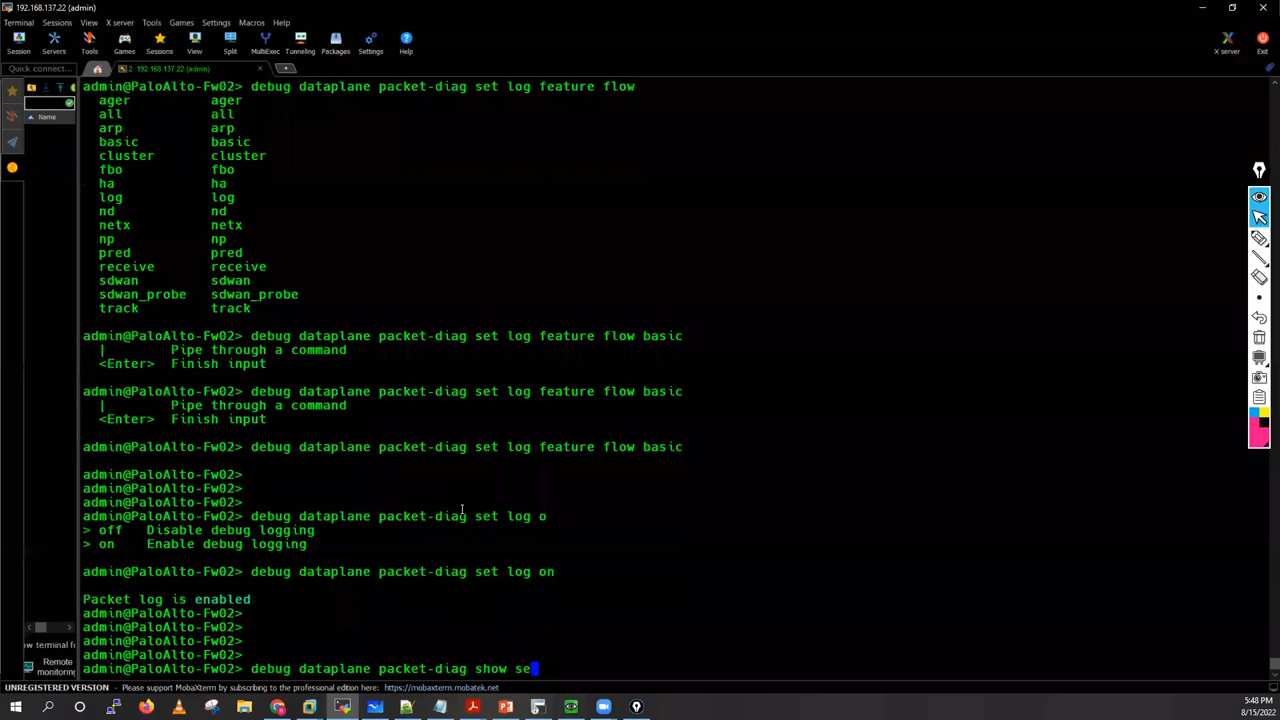 192.168.137.22 (admin)
Terminal Sessions View X server Tools Games Settings Macros Help
Session Servers Tools Games Sessions View Split MultiExec Tunneling Packages Settings Help X server Exit
Quick connect... 2. 192.168.137.22 (admin)
Name
admin@PaloAlto-Fw02> debug dataplane packet-diag set log feature flow
ager ager
all all
arp arp
basic basic
cluster cluster
fbo fbo
ha ha
log log
nd nd
netx netx
np np
pred pred
receive receive
sdwan sdwan
sdwan_probe sdwan_probe
track track
admin@PaloAlto-Fw02> debug dataplane packet-diag set log feature flow basic
| Pipe through a command
<Enter> Finish input
admin@PaloAlto-Fw02> debug dataplane packet-diag set log feature flow basic
| Pipe through a command
<Enter> Finish input
admin@PaloAlto-Fw02> debug dataplane packet-diag set log feature flow basic
admin@PaloAlto-Fw02>
admin@PaloAlto-Fw02>
admin@PaloAlto-Fw02>
admin@PaloAlto-Fw02> debug dataplane packet-diag set log o
> off Disable debug logging
> on Enable debug logging
admin@PaloAlto-Fw02> debug dataplane packet-diag set log on
Packet log is enabled
admin@PaloAlto-Fw02>
admin@PaloAlto-Fw02>
admin@PaloAlto-Fw02>
admin@PaloAlto-Fw02>
admin@PaloAlto-Fw02> debug dataplane packet-diag show se
ow terminal fo
Remote
monitoring
UNREGISTERED VERSION - Please support MobaXterm by subscribing to the professional edition here: https://mobaxterm.mobatek.net
5:48 PM
8/15/2022